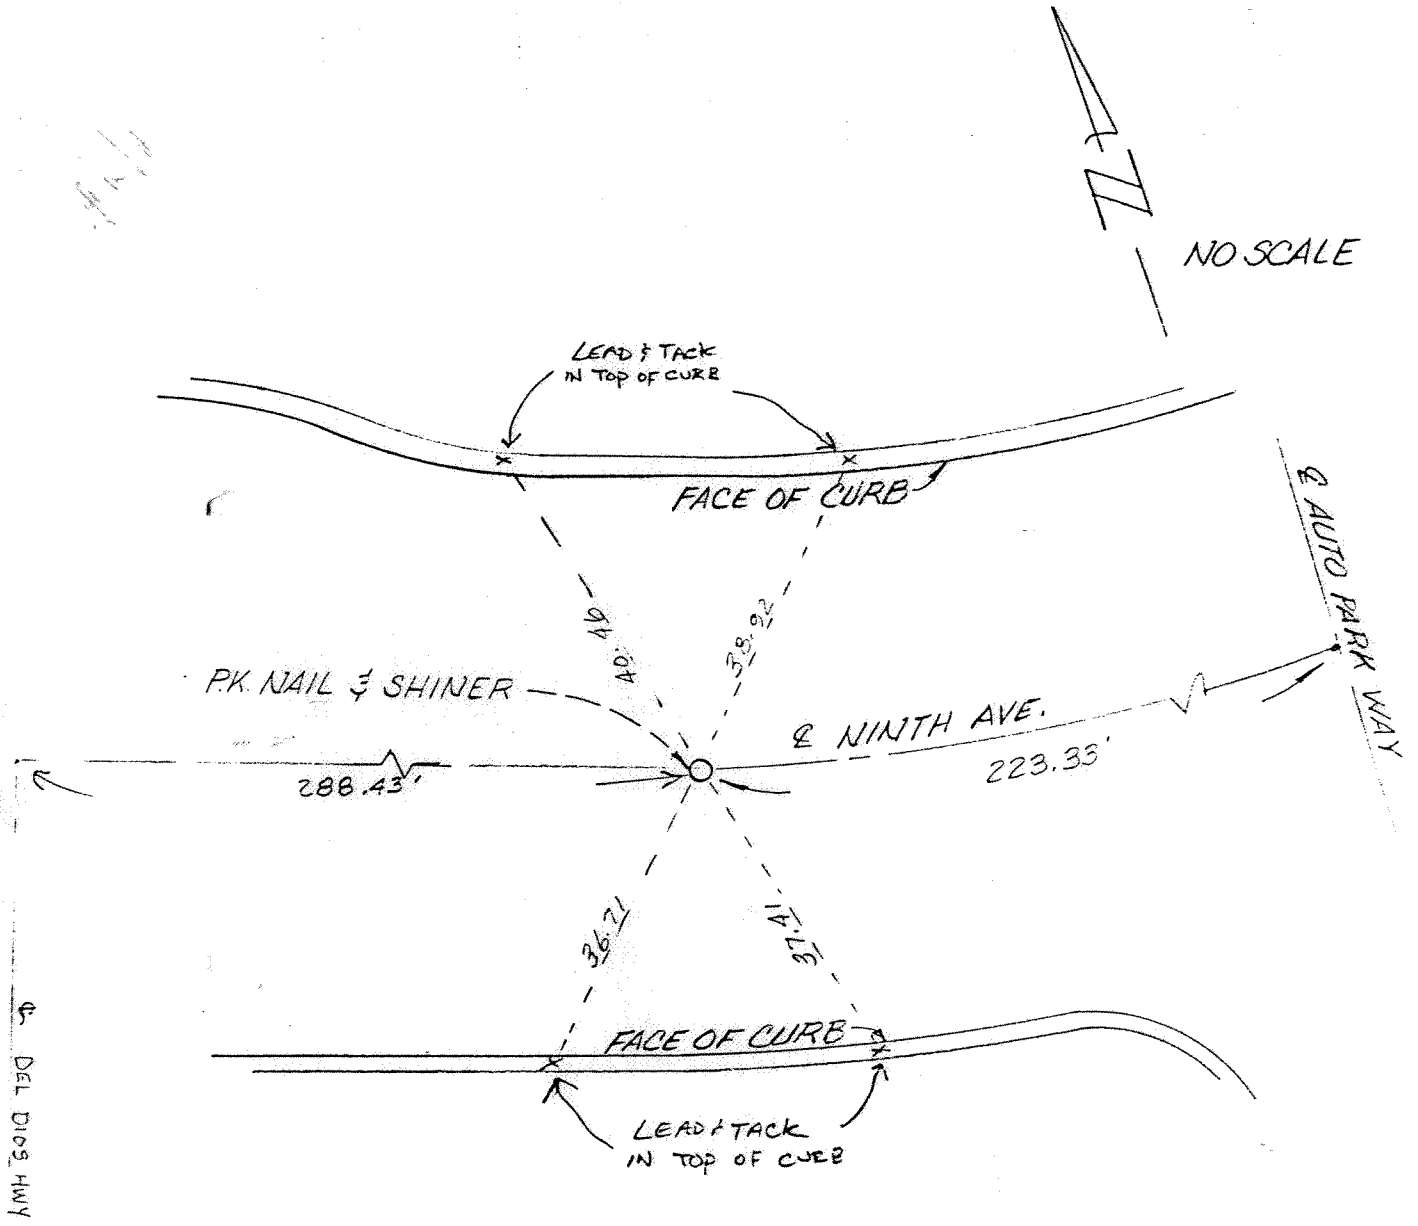 NO SCALE
LEAD & TACK
IN TOP OF CURB
FACE OF CURB
℄ AUTO PARK WAY
40.46
38.92
P.K. NAIL & SHINER
℄ NINTH AVE.
223.33'
288.43'
36.21
37.41
FACE OF CURB
℄ DEL DIOS HWY
LEAD & TACK
IN TOP OF CURB